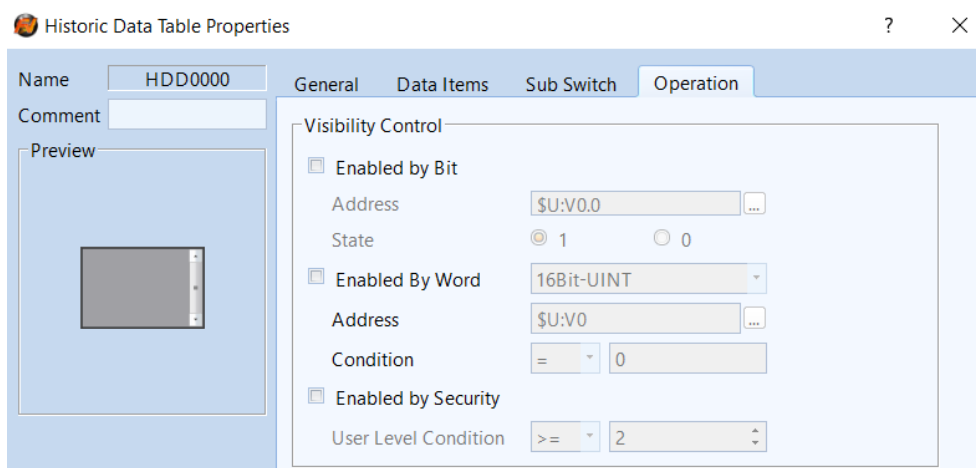 Historic Data Table Properties ? ×
Name HDD0000
Comment
Preview
General Data Items Sub Switch Operation
Visibility Control
Enabled by Bit
Address $U:V0.0 ...
State 1 0
Enabled By Word 16Bit-UINT
Address $U:V0 ...
Condition = 0
Enabled by Security
User Level Condition >= 2